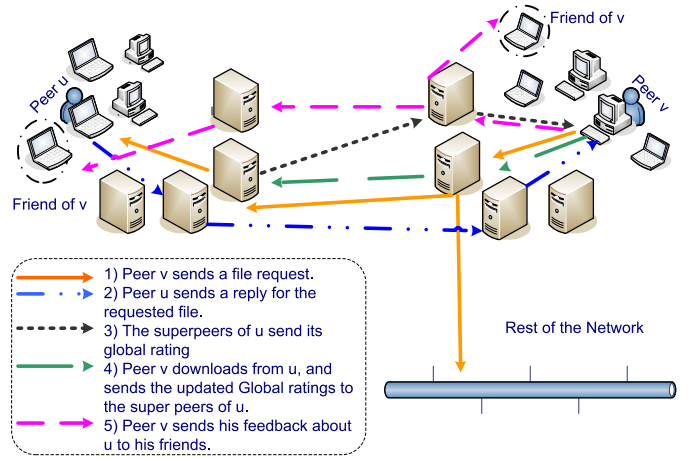 Friend of v
Peer u
Peer v
Friend of v
1) Peer v sends a file request.
2) Peer u sends a reply for the
requested file.
3) The superpeers of u send its
global rating
4) Peer v downloads from u, and
sends the updated Global ratings to
the super peers of u.
5) Peer v sends his feedback about
u to his friends.
Rest of the Network